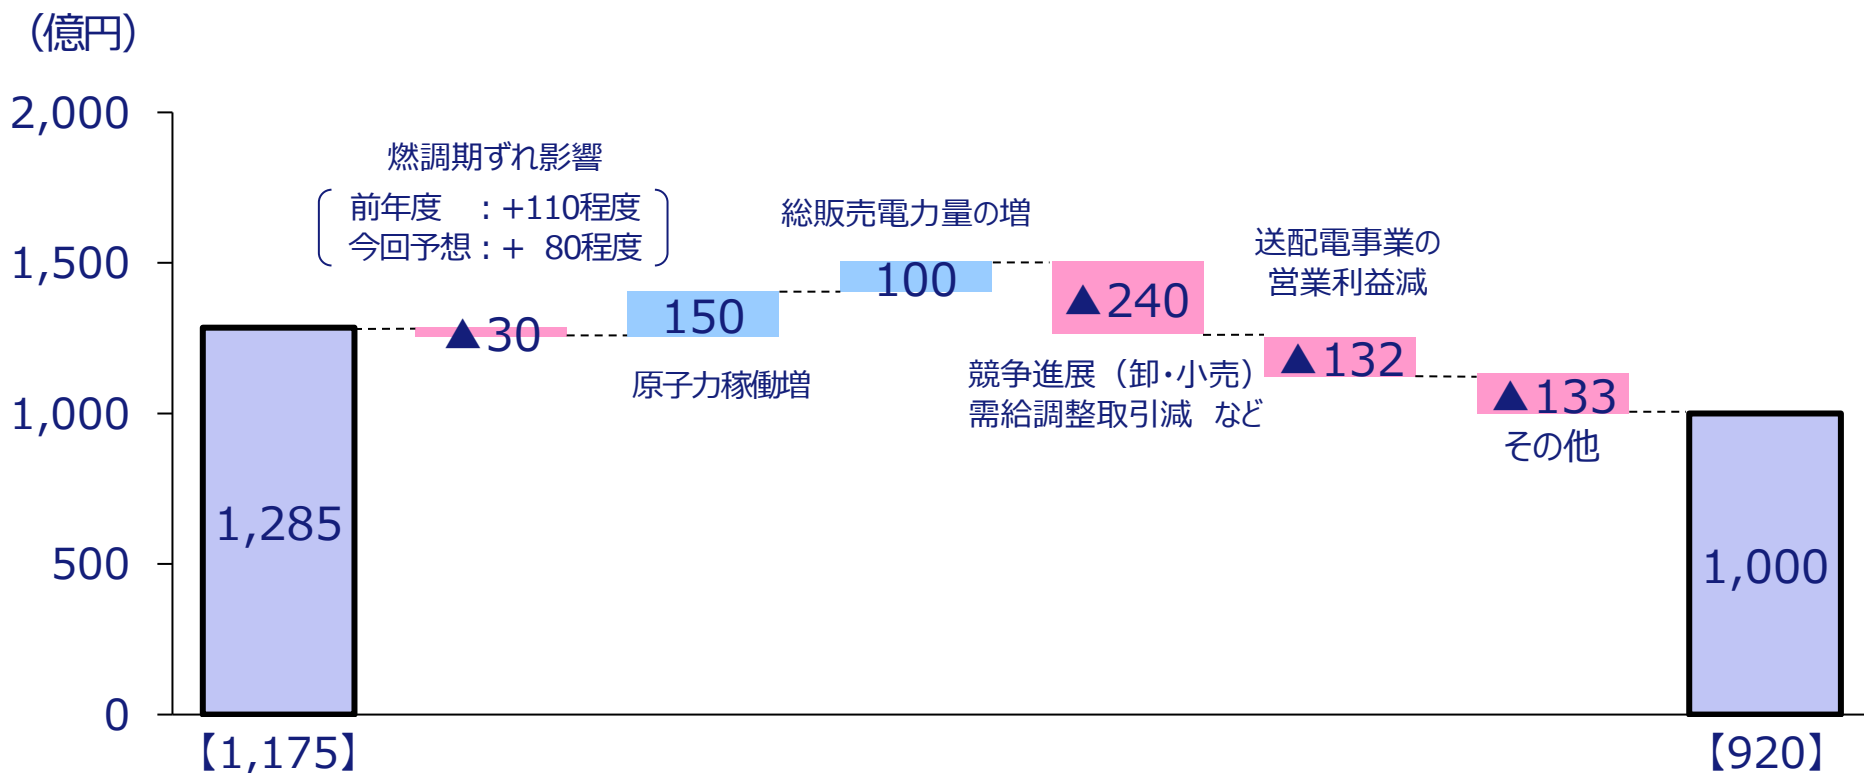 （億円）
2,000
1,500
1,000
500
0
燃調期ずれ影響
前年度　：+110程度
今回予想：+ 80程度
▲30
150
原子力稼働増
総販売電力量の増
100
▲240
競争進展（卸・小売）
需給調整取引減 など
送配電事業の
営業利益減
▲132
▲133
その他
1,285
1,000
【1,175】
【920】